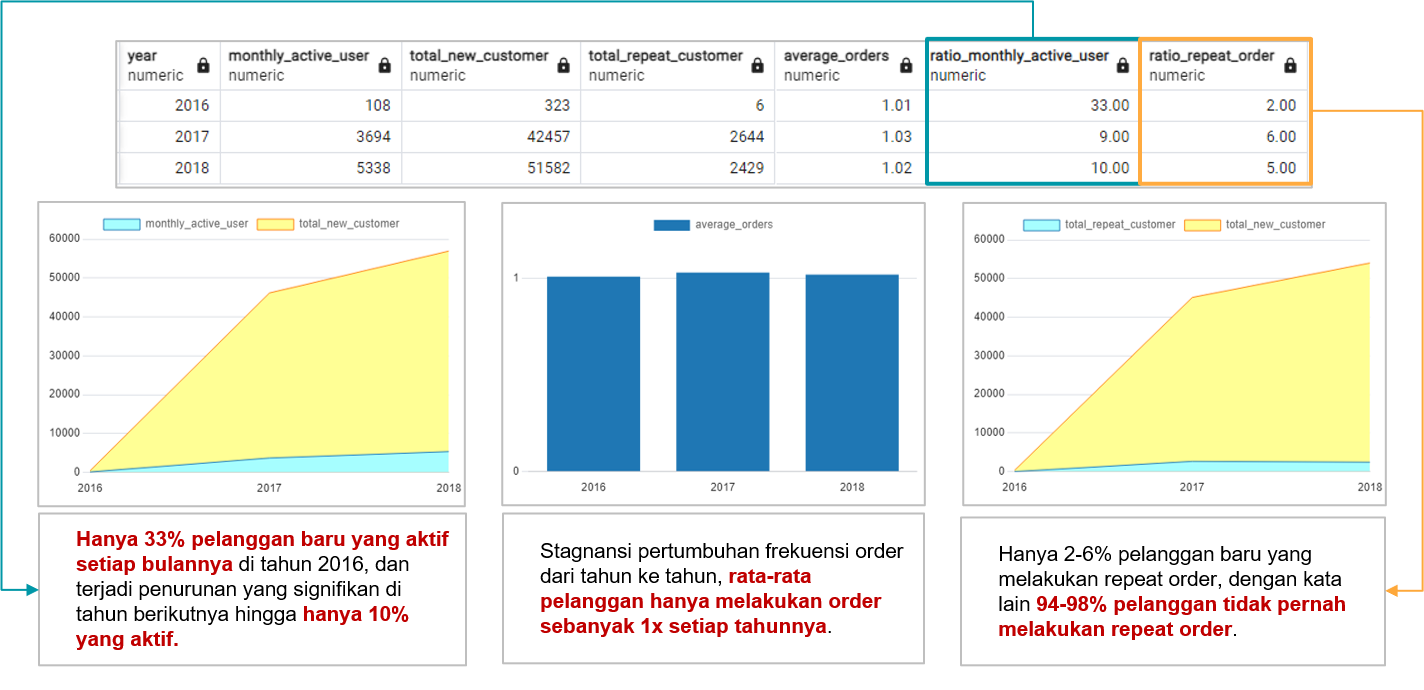 year monthly_active_user total_new_customer total_repeat_customer average_orders ratio_monthly_active_user ratio_repeat_order
numeric numeric numeric numeric numeric numeric numeric
2016 108 323 6 1.01 33.00 2.00
2017 3694 42457 2644 1.03 9.00 6.00
2018 5338 51582 2429 1.02 10.00 5.00
monthly_active_user total_new_customer
60000
50000
40000
30000
20000
10000
0
2016 2017 2018
average_orders
1
0
2016 2017 2018
total_repeat_customer total_new_customer
60000
50000
40000
30000
20000
10000
0
2016 2017 2018
Hanya 33% pelanggan baru yang aktif
setiap bulannya di tahun 2016, dan
terjadi penurunan yang signifikan di
tahun berikutnya hingga hanya 10%
yang aktif.
Stagnansi pertumbuhan frekuensi order
dari tahun ke tahun, rata-rata
pelanggan hanya melakukan order
sebanyak 1x setiap tahunnya.
Hanya 2-6% pelanggan baru yang
melakukan repeat order, dengan kata
lain 94-98% pelanggan tidak pernah
melakukan repeat order.